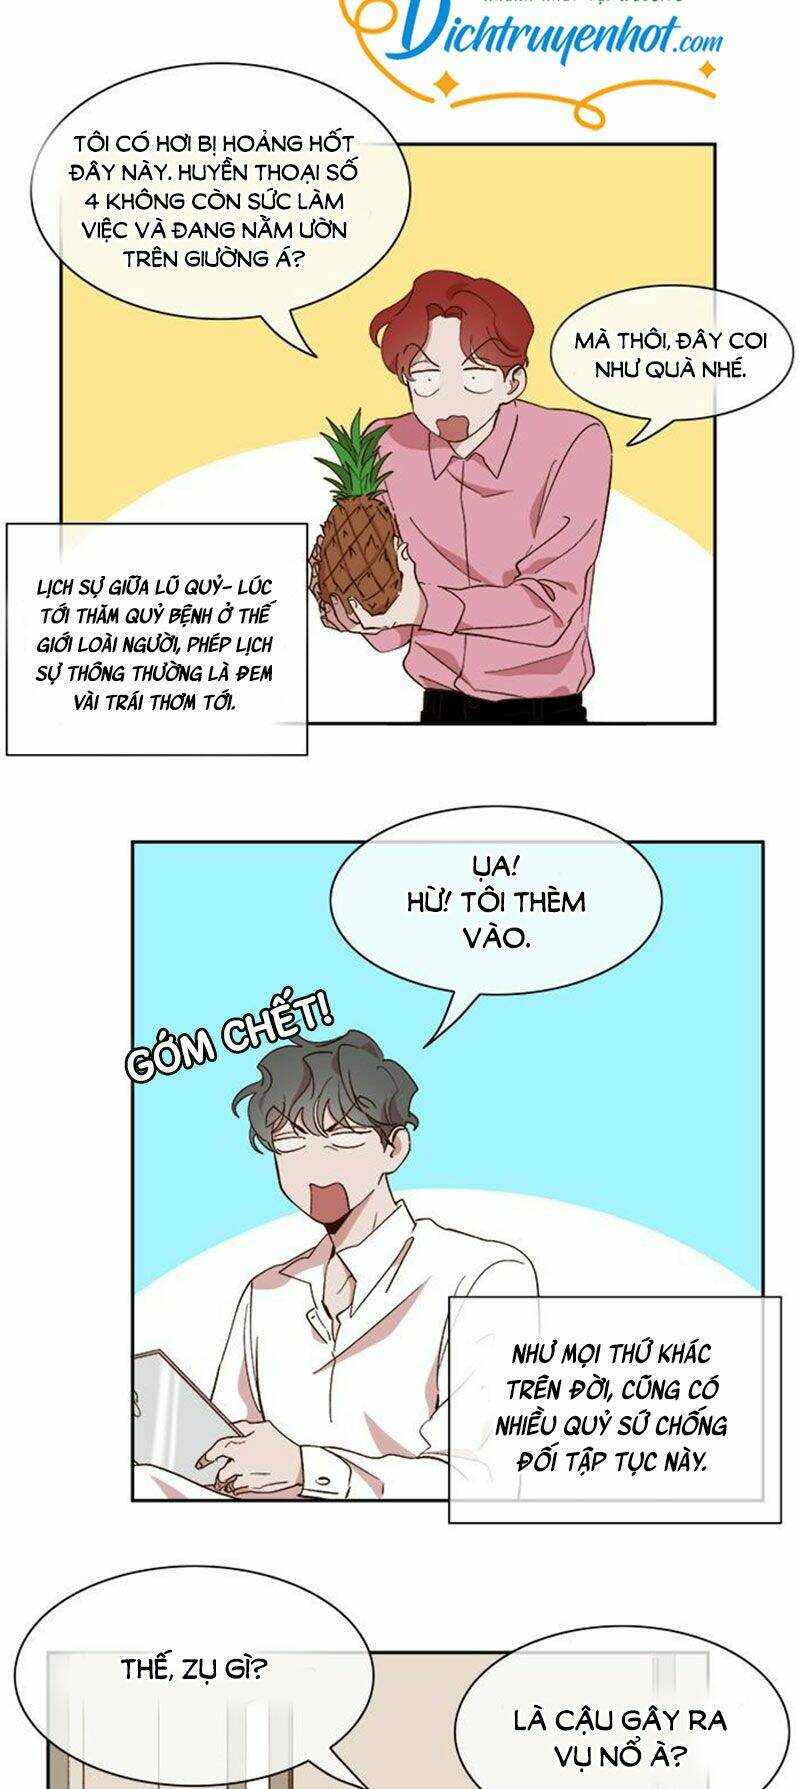 Dichtruyenhot.com
TÔI CÓ HƠI BỊ HOẢNG HỐT
ĐÂY NÀY. HUYỀN THOẠI SỐ
4 KHÔNG CÒN SỨC LÀM
VIỆC VÀ ĐANG NẰM ƯỜN
TRÊN GIƯỜNG Á?
MÀ THÔI, ĐÂY COI
NHƯ QUÀ NHÉ.
LỊCH SỰ GIỮA LŨ QUỶ- LÚC
TỚI THĂM QUỶ BỆNH Ở THẾ
GIỚI LOÀI NGƯỜI, PHÉP LỊCH
SỰ THÔNG THƯỜNG LÀ ĐEM
VÀI TRÁI THƠM TỚI.
ỤA!
HỪ! TÔI THÈM
VÀO.
GỚM CHẾT!
NHƯ MỌI THỨ KHÁC
TRÊN ĐỜI, CŨNG CÓ
NHIỀU QUỶ SỨ CHỐNG
ĐỐI TẬP TỤC NÀY.
THẾ, ZỤ GÌ?
LÀ CẬU GÂY RA
VỤ NỔ À?